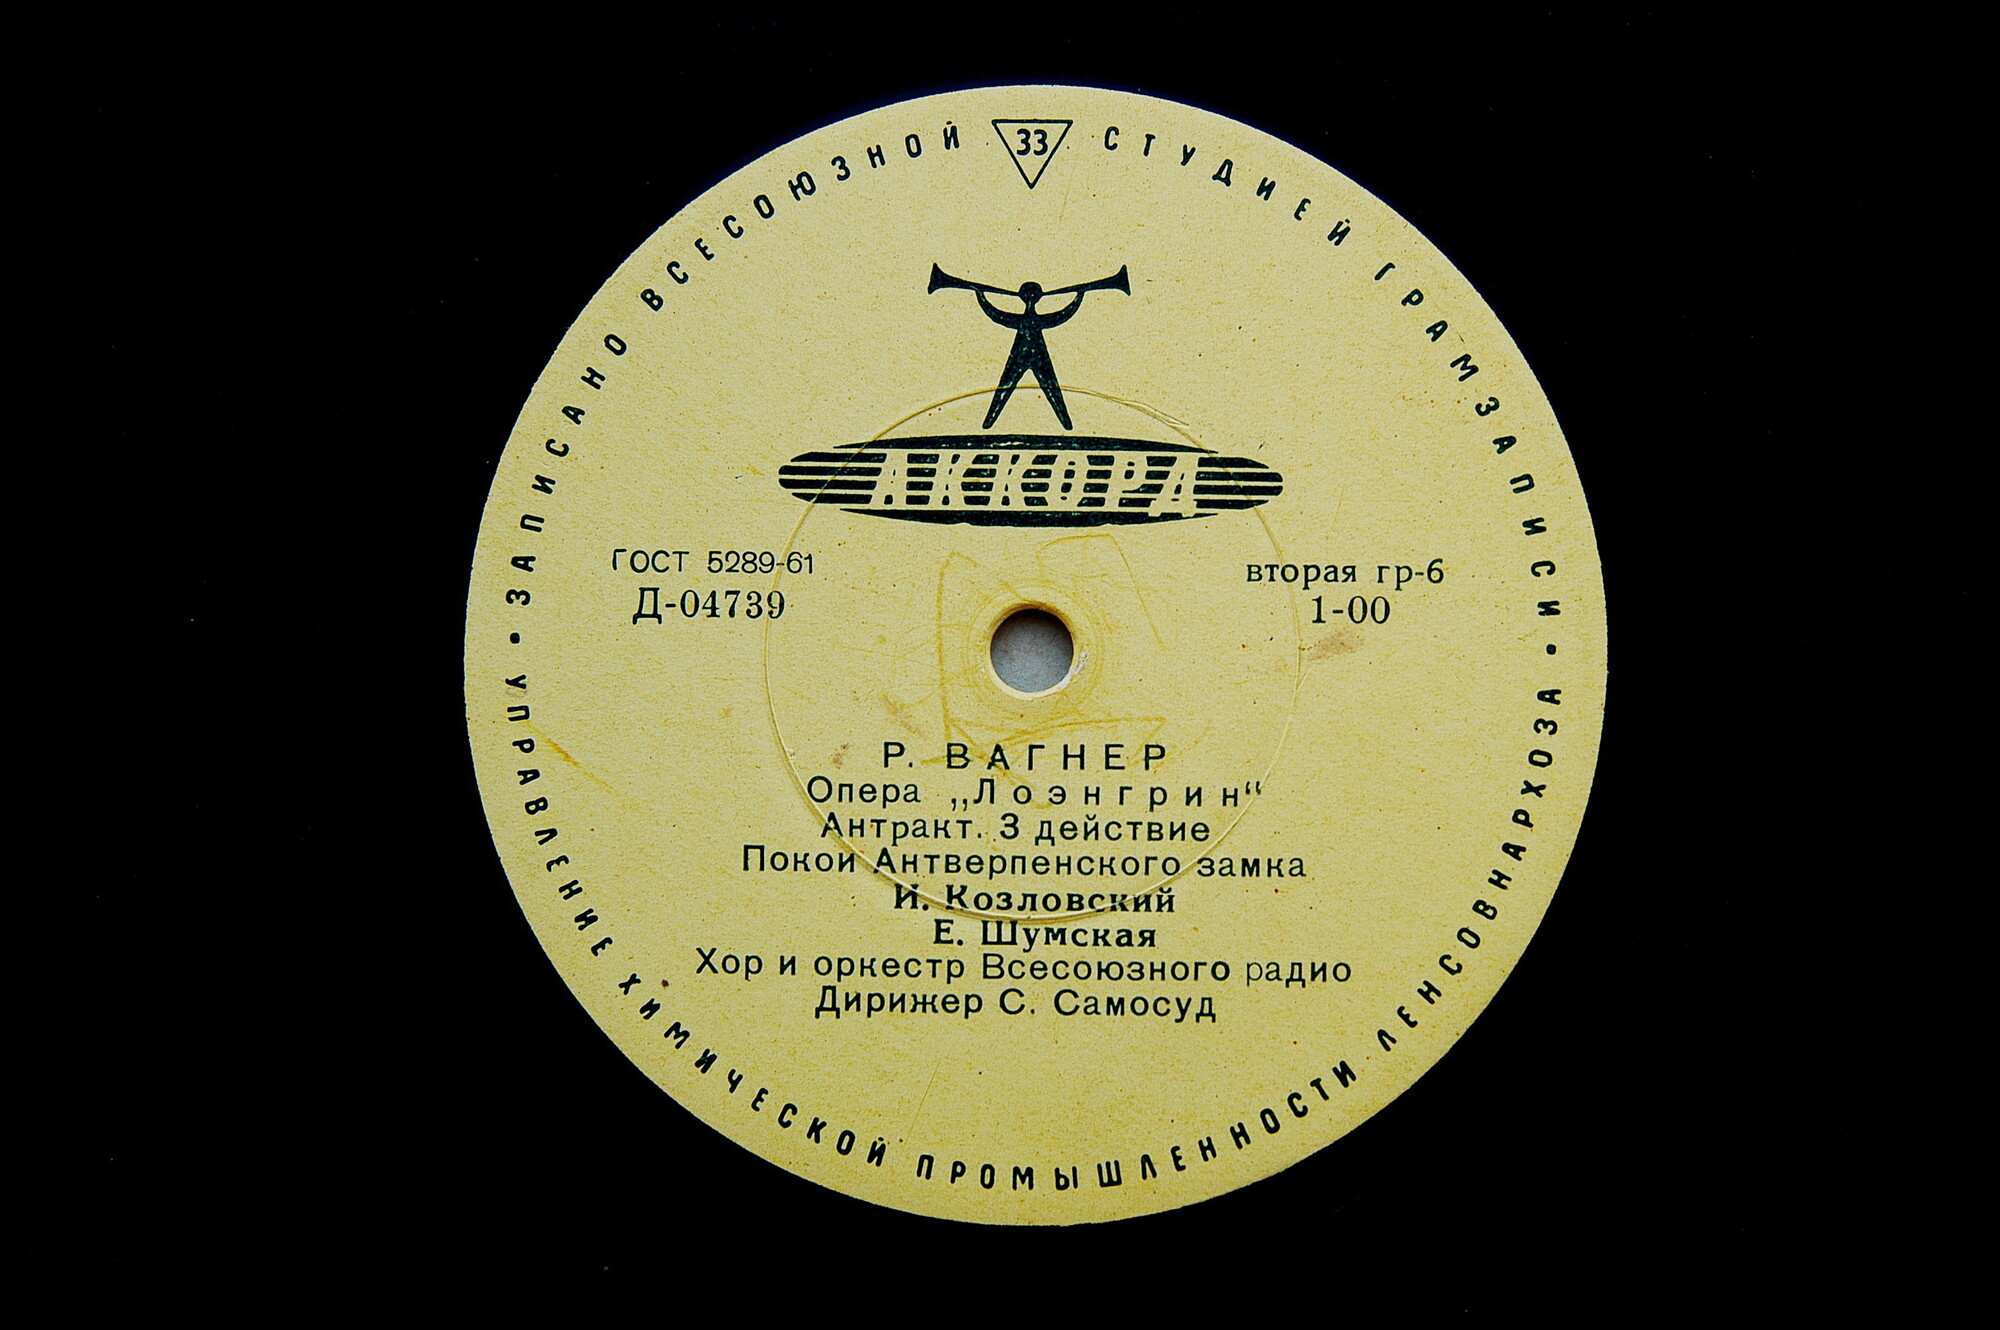 ЗАПИСАНО ВСЕСОЮЗНОЙ 33 СТУДИЕЙ ГРАМЗАПИСИ •
АККОРД
ГОСТ 5289-61
Д-04739
вторая гр-6
1-00
Р. ВАГНЕР
Опера „Лоэнгрин“
Антракт. 3 действие
Покои Антверпенского замка
И. Козловский
Е. Шумская
Хор и оркестр Всесоюзного радио
Дирижер С. Самосуд
УПРАВЛЕНИЕ ХИМИЧЕСКОЙ ПРОМЫШЛЕННОСТИ ЛЕНСОВНАРХОЗА •